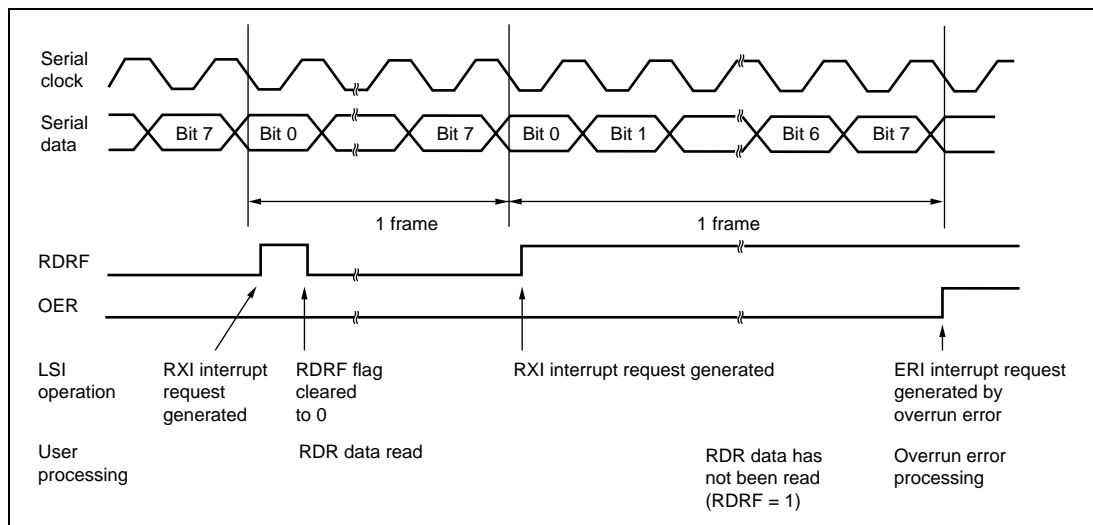 Serial
clock
Serial
data
Bit 7
Bit 0
Bit 7
Bit 0
Bit 1
Bit 6
Bit 7
1 frame
1 frame
RDRF
OER
LSI
operation
RXI interrupt
request
generated
RDRF flag
cleared
to 0
RXI interrupt request generated
ERI interrupt request
generated by
overrun error
User
processing
RDR data read
RDR data has
not been read
(RDRF = 1)
Overrun error
processing